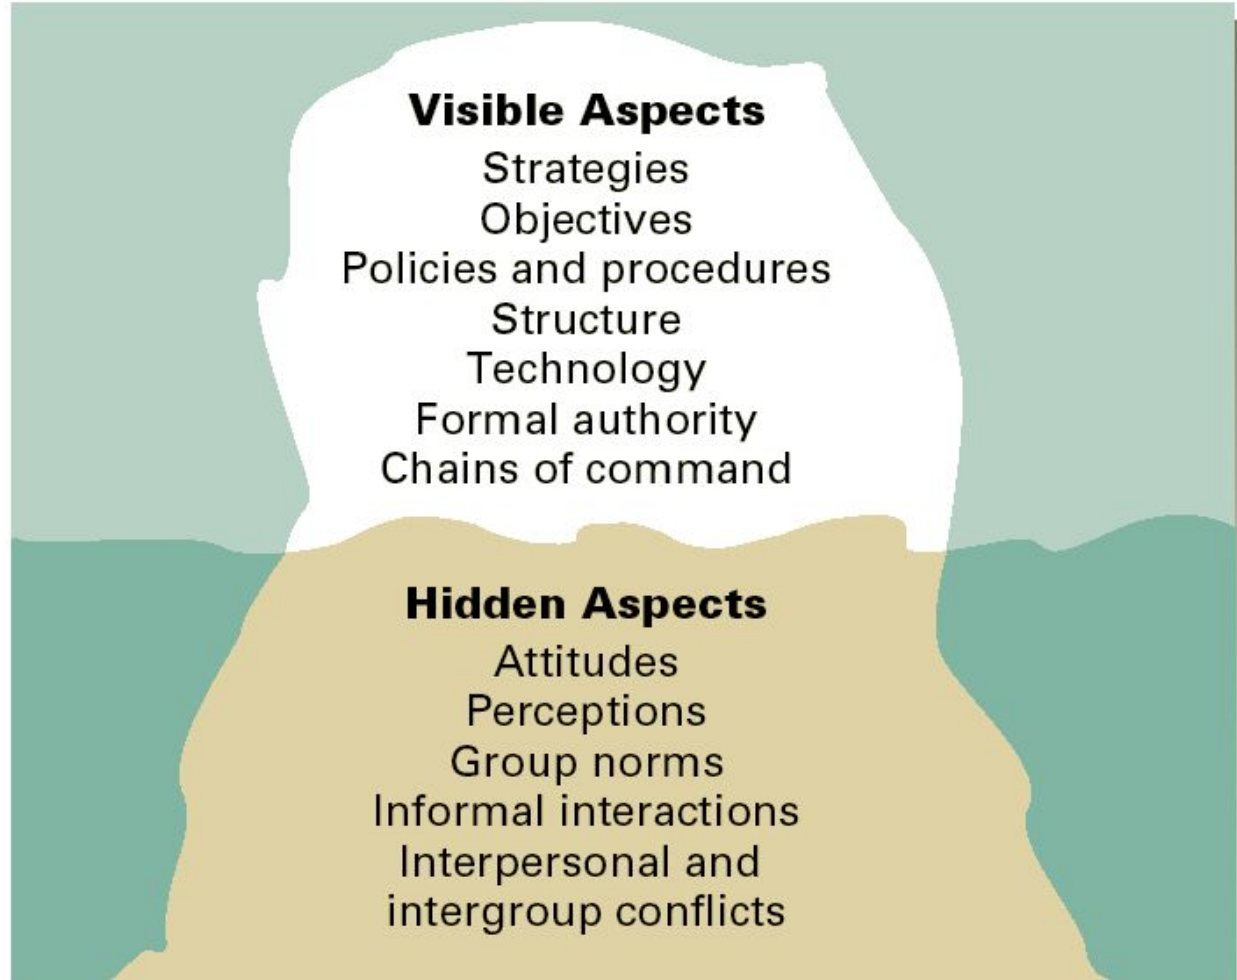 Visible Aspects
Strategies
Objectives
Policies and procedures
Structure
Technology
Formal authority
Chains of command
Hidden Aspects
Attitudes
Perceptions
Group norms
Informal interactions
Interpersonal and
intergroup conflicts